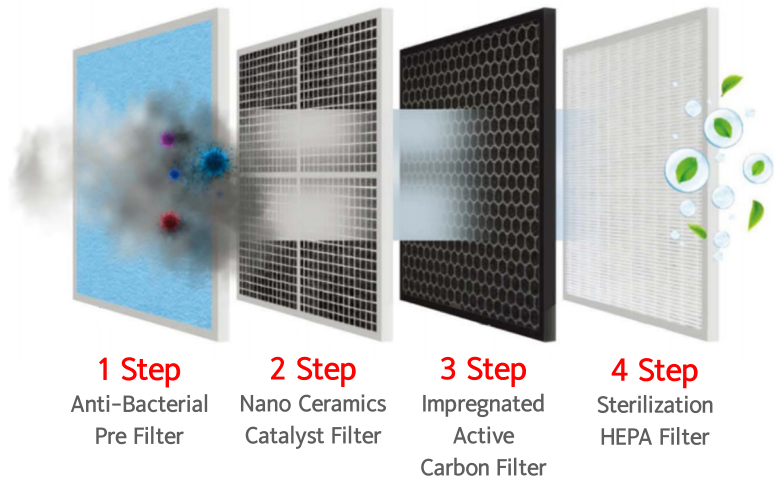 1 Step
Anti-Bacterial
Pre Filter
2 Step
Nano Ceramics
Catalyst Filter
3 Step
Impregnated
Active
Carbon Filter
4 Step
Sterilization
HEPA Filter